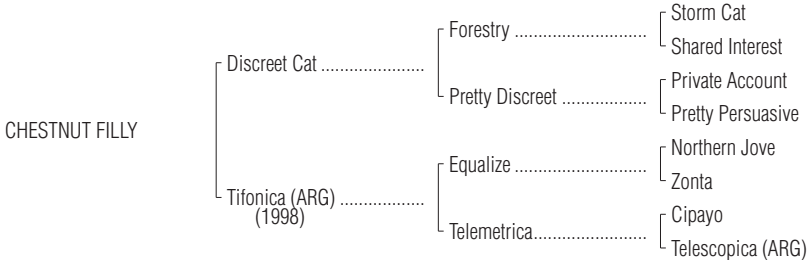 Storm Cat
Forestry ............................
Shared Interest
Discreet Cat ......................
Private Account
Pretty Discreet ..................
Pretty Persuasive
CHESTNUT FILLY
Northern Jove
Equalize ............................
Zonta
Tifonica (ARG) ..................
(1998)
Cipayo
Telemetrica........................
Telescopica (ARG)